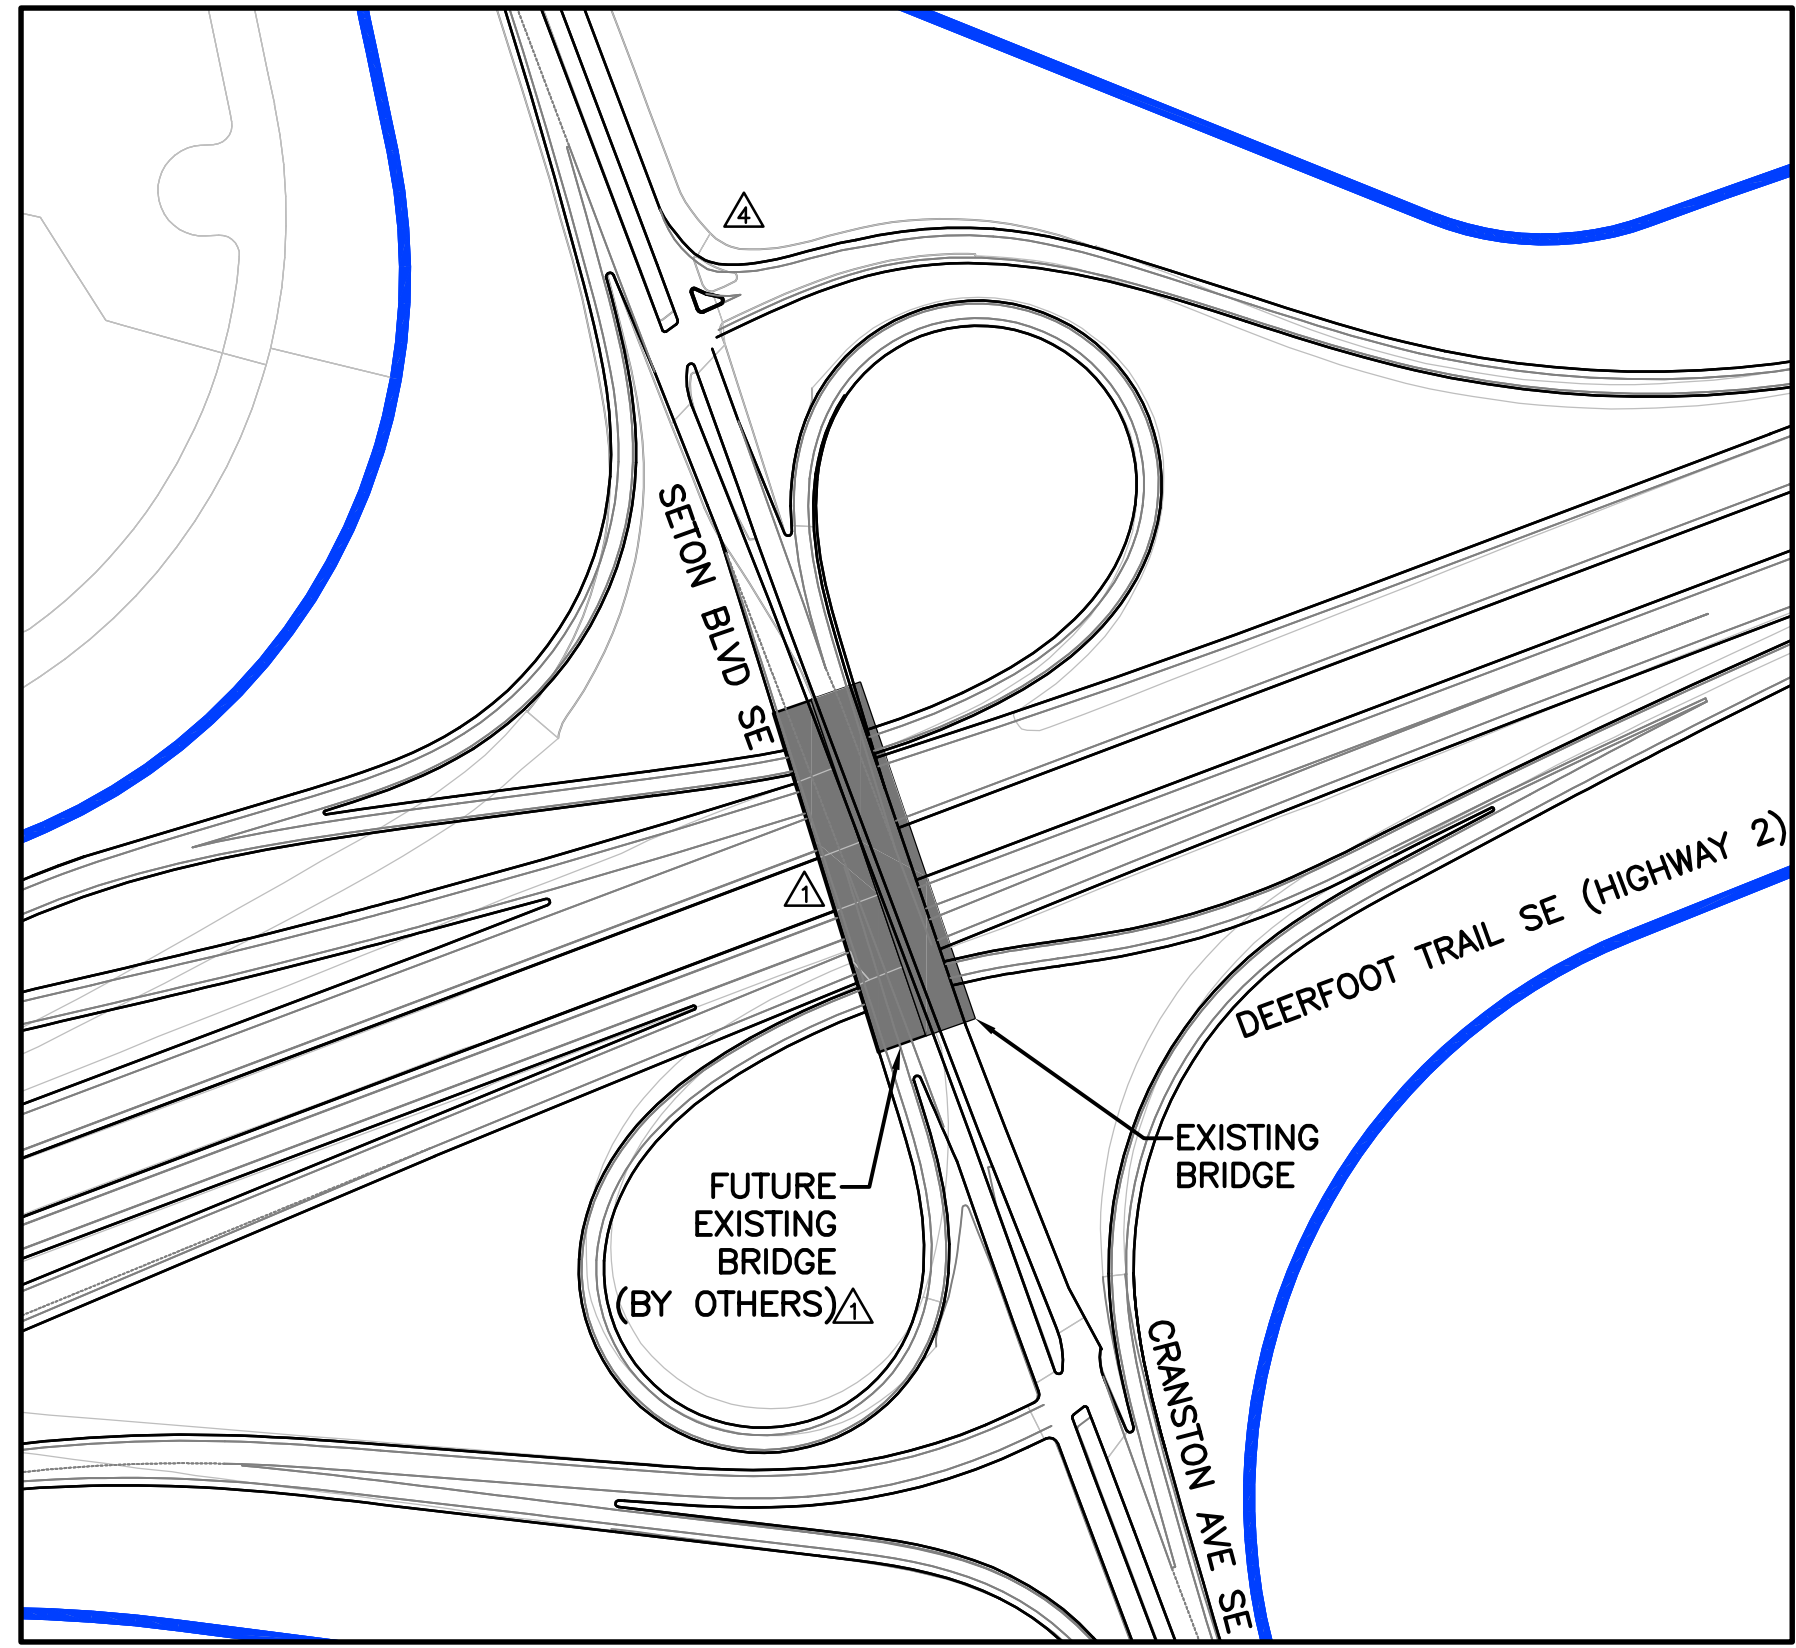 4
SETON BLVD SE
1
DEERFOOT TRAIL SE (HIGHWAY 2)
EXISTING
BRIDGE
FUTURE
EXISTING
BRIDGE
(BY OTHERS) 1
CRANSTON AVE SE